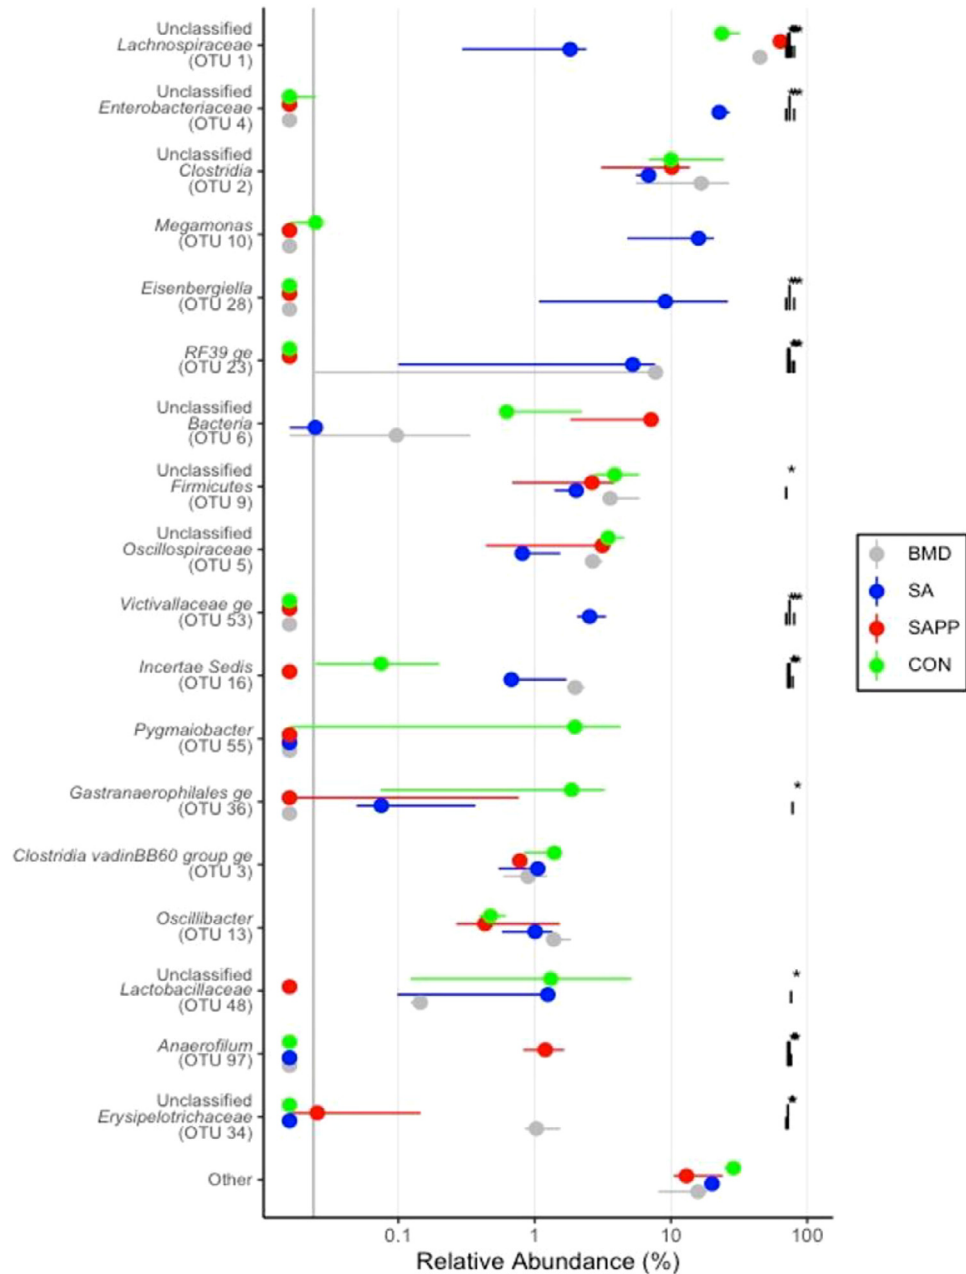 Unclassified
Lachnospiraceae
(OTU 1)
Unclassified
Enterobacteriaceae
(OTU 4)
Unclassified
Clostridia
(OTU 2)
Megamonas
(OTU 10)
Eisenbergiella
(OTU 28)
RF39 ge
(OTU 23)
Unclassified
Bacteria
(OTU 6)
Unclassified
Firmicutes
(OTU 9)
Unclassified
Oscillospiraceae
(OTU 5)
Victivallaceae ge
(OTU 53)
Incertae Sedis
(OTU 16)
Pygmaiobacter
(OTU 55)
Gastranaerophilales ge
(OTU 36)
Clostridia vadinBB60 group ge
(OTU 3)
Oscillibacter
(OTU 13)
Unclassified
Lactobacillaceae
(OTU 48)
Anaerofilum
(OTU 97)
Unclassified
Erysipelotrichaceae
(OTU 34)
Other
0.1 1 10 100
Relative Abundance (%)
BMD
SA
SAPP
CON